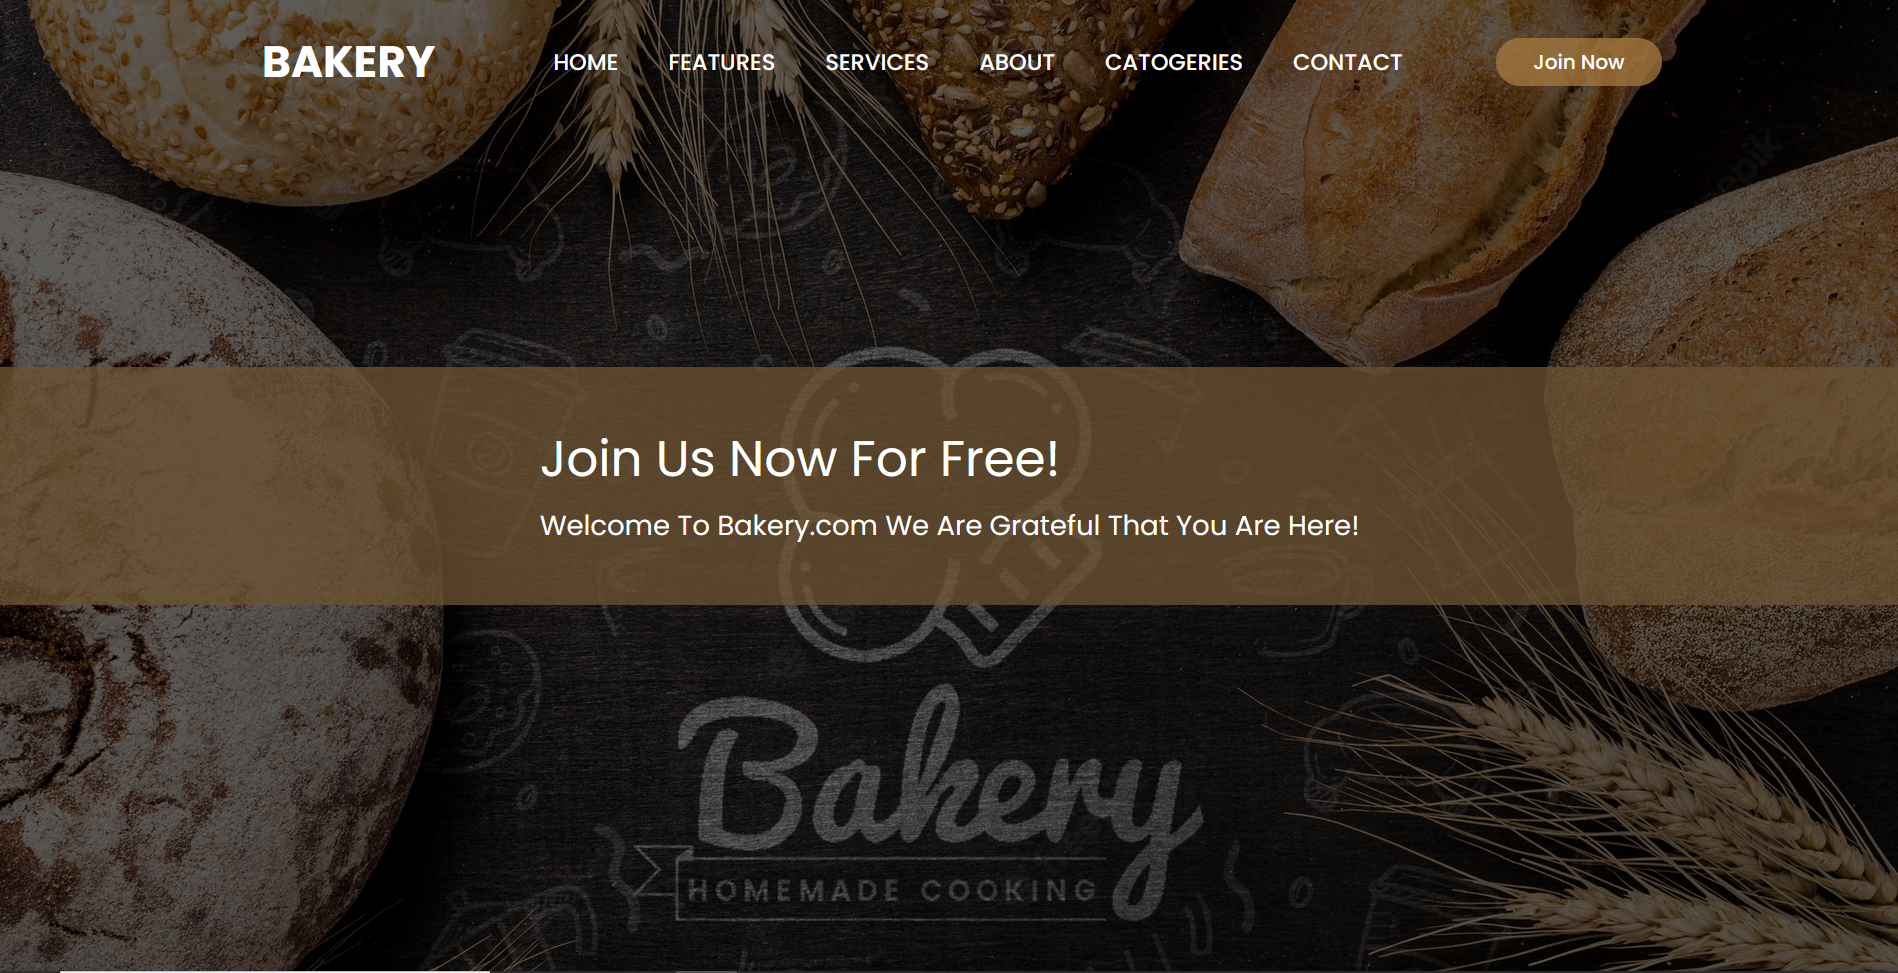 BAKERY HOME FEATURES SERVICES ABOUT CATOGERIES CONTACT Join Now
Join Us Now For Free!
Welcome To Bakery.com We Are Grateful That You Are Here!
Bakery
HOMEMADE COOKING